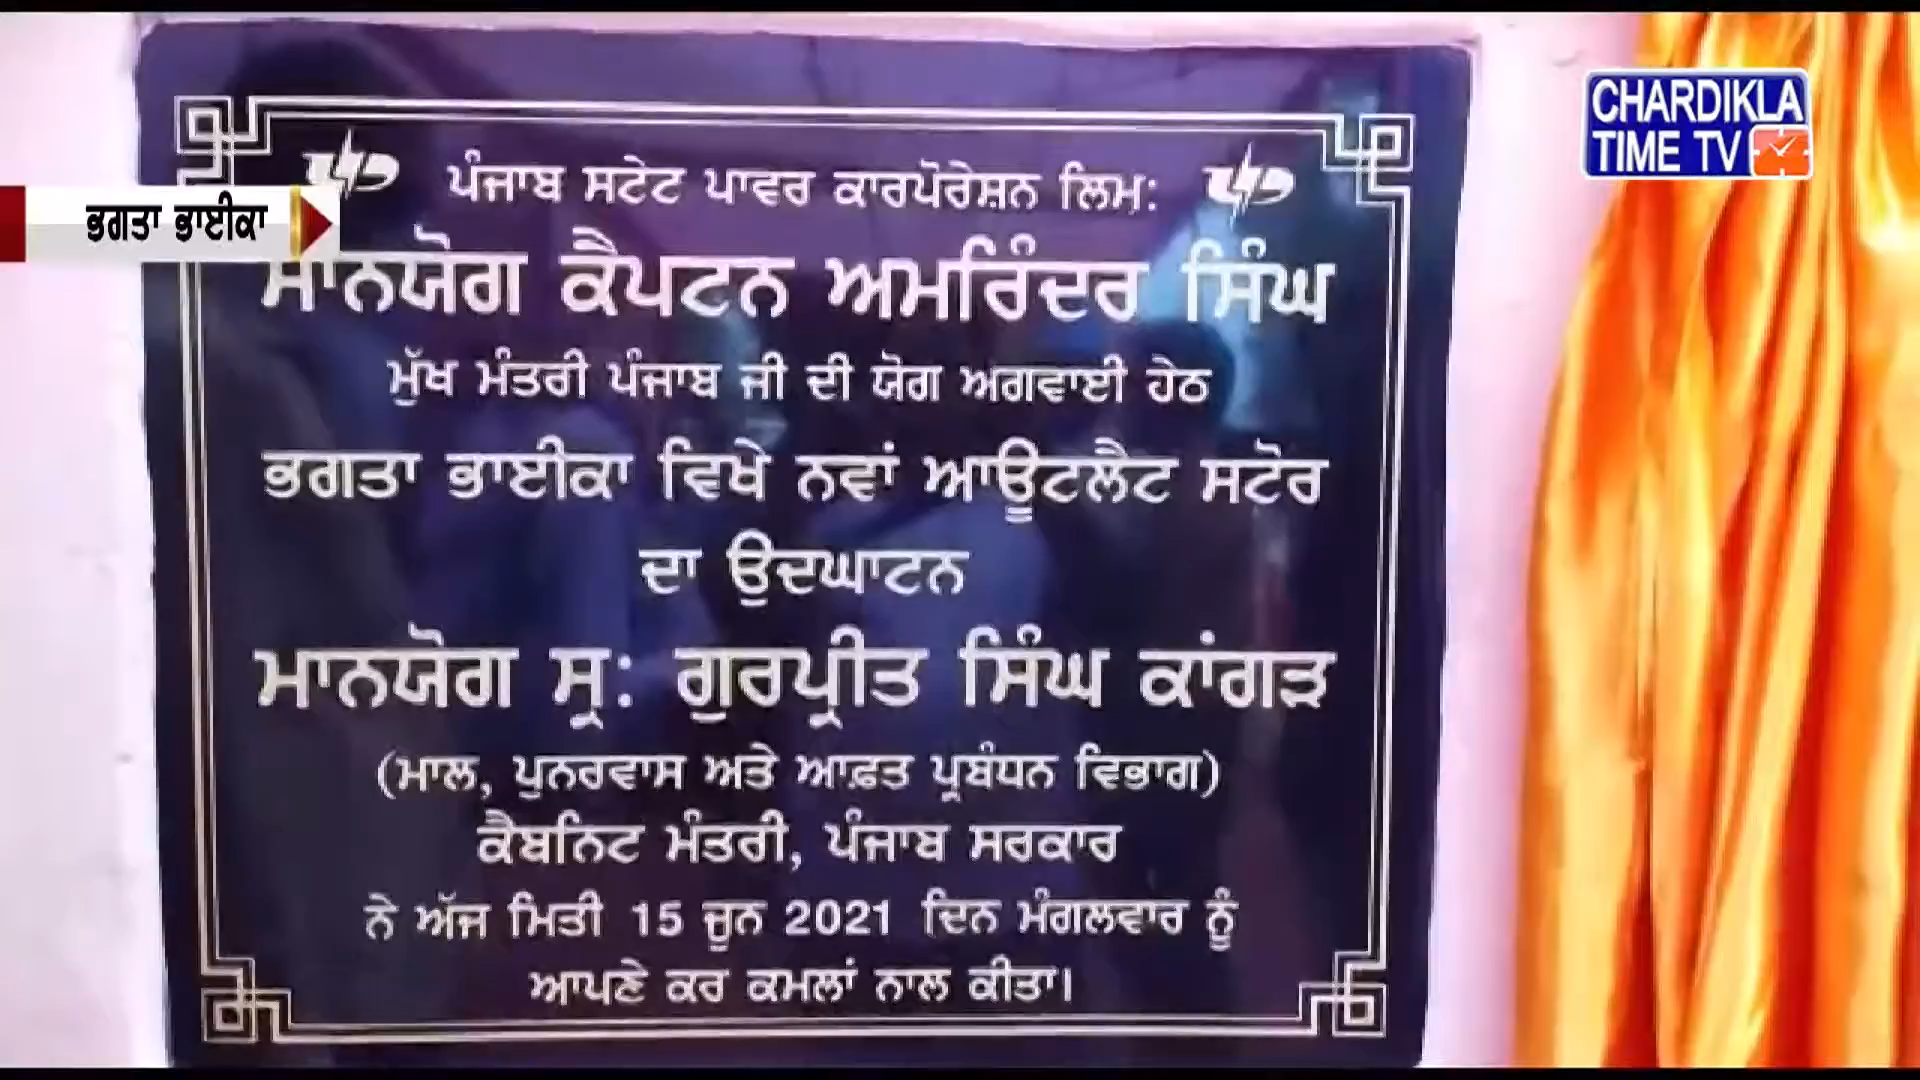 CHARDIKLA
TIME TV
ਭਗਤਾ ਭਾਈਕਾ
ਪੰਜਾਬ ਸਟੇਟ ਪਾਵਰ ਕਾਰਪੋਰੇਸ਼ਨ ਲਿਮ:
ਮਾਨਯੋਗ ਕੈਪਟਨ ਅਮਰਿੰਦਰ ਸਿੰਘ
ਮੁੱਖ ਮੰਤਰੀ ਪੰਜਾਬ ਜੀ ਦੀ ਯੋਗ ਅਗਵਾਈ ਹੇਠ
ਭਗਤਾ ਭਾਈਕਾ ਵਿਖੇ ਨਵਾਂ ਆਊਟਲੈਟ ਸਟੋਰ
ਦਾ ਉਦਘਾਟਨ
ਮਾਨਯੋਗ ਸ੍ਰ: ਗੁਰਪ੍ਰੀਤ ਸਿੰਘ ਕਾਂਗੜ
(ਮਾਲ, ਪੁਨਰਵਾਸ ਅਤੇ ਆਫ਼ਤ ਪ੍ਰਬੰਧਨ ਵਿਭਾਗ)
ਕੈਬਨਿਟ ਮੰਤਰੀ, ਪੰਜਾਬ ਸਰਕਾਰ
ਨੇ ਅੱਜ ਮਿਤੀ 15 ਜੂਨ 2021 ਦਿਨ ਮੰਗਲਵਾਰ ਨੂੰ
ਆਪਣੇ ਕਰ ਕਮਲਾਂ ਨਾਲ ਕੀਤਾ।